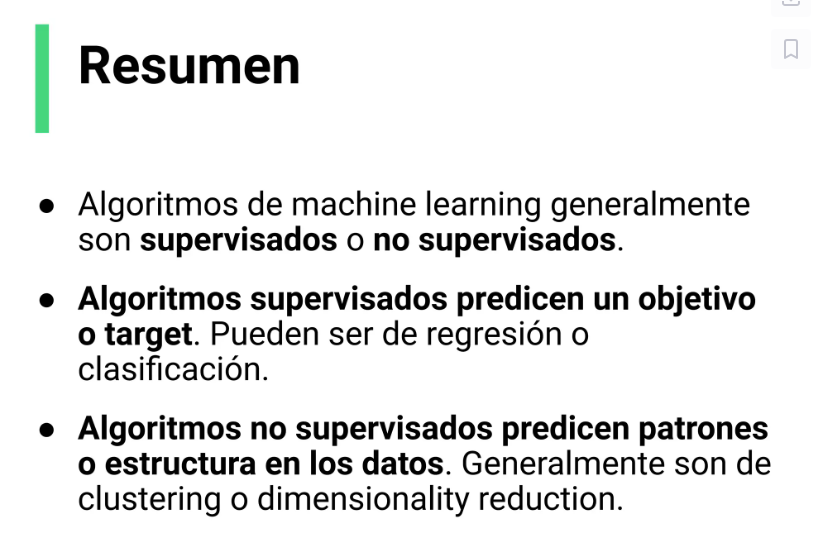 Resumen
● Algoritmos de machine learning generalmente
son supervisados o no supervisados.
● Algoritmos supervisados predicen un objetivo
o target. Pueden ser de regresión o
clasificación.
● Algoritmos no supervisados predicen patrones
o estructura en los datos. Generalmente son de
clustering o dimensionality reduction.